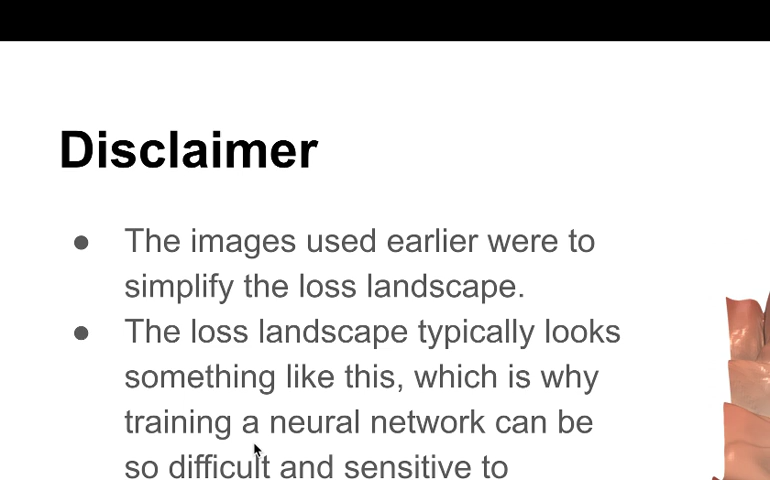 Disclaimer
● The images used earlier were to
simplify the loss landscape.
● The loss landscape typically looks
something like this, which is why
training a neural network can be
so difficult and sensitive to